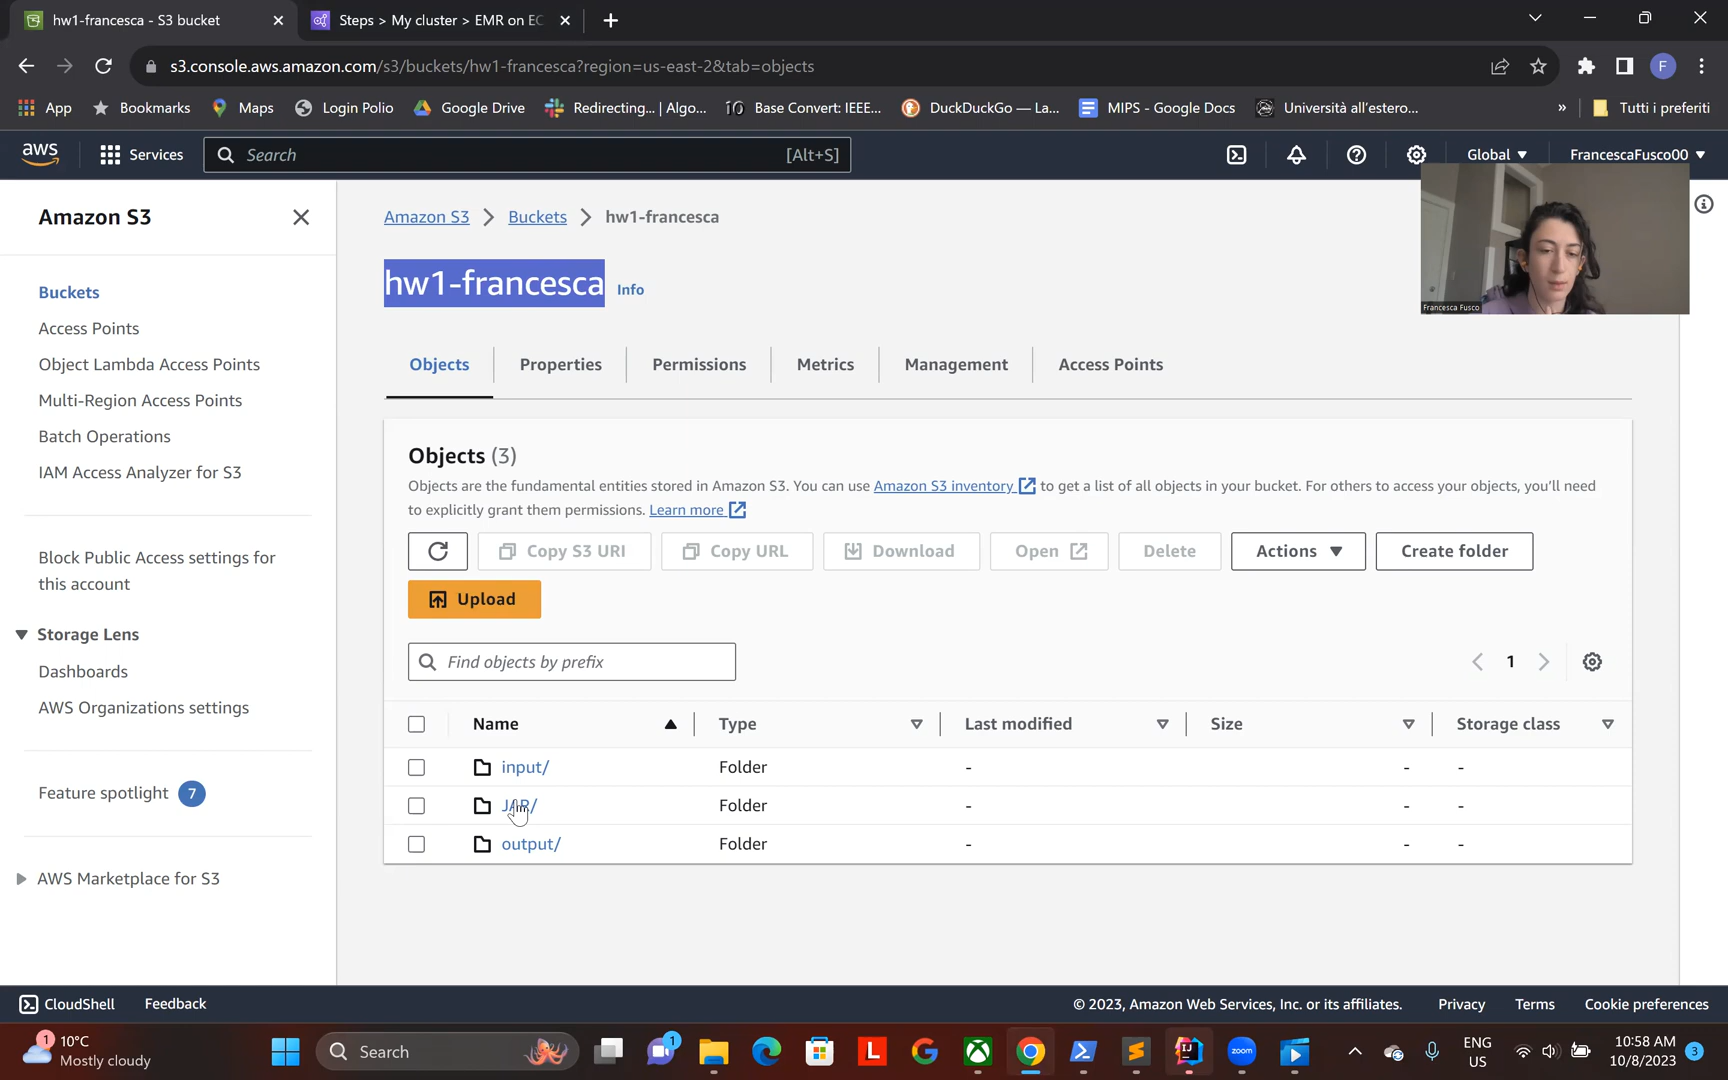 hw1-francesca - S3 bucket
Steps > My cluster > EMR on EC
s3.console.aws.amazon.com/s3/buckets/hw1-francesca?region=us-east-2&tab=objects
F
App
Bookmarks
Maps
Login Polio
Google Drive
Redirecting... | Algo...
Base Convert: IEEE...
DuckDuckGo — La...
MIPS - Google Docs
Università all'estero...
»
Tutti i preferiti
aws
Services
Search
[Alt+S]
Global
FrancescaFusco00
Amazon S3
Buckets
Access Points
Object Lambda Access Points
Multi-Region Access Points
Batch Operations
IAM Access Analyzer for S3
Block Public Access settings for
this account
Storage Lens
Dashboards
AWS Organizations settings
Feature spotlight 7
AWS Marketplace for S3
Amazon S3 > Buckets > hw1-francesca
hw1-francesca Info
Francesca Fusco
Objects
Properties
Permissions
Metrics
Management
Access Points
Objects (3)
Objects are the fundamental entities stored in Amazon S3. You can use Amazon S3 inventory to get a list of all objects in your bucket. For others to access your objects, you'll need
to explicitly grant them permissions. Learn more
Copy S3 URI
Copy URL
Download
Open
Delete
Actions
Create folder
Upload
Find objects by prefix
1
Name
Type
Last modified
Size
Storage class
input/ Folder - - -
JAR/ Folder - - -
output/ Folder - - -
CloudShell
Feedback
© 2023, Amazon Web Services, Inc. or its affiliates.
Privacy
Terms
Cookie preferences
1
10°C
Mostly cloudy
Search
1
L
zoom
ENG
US
10:58 AM
10/8/2023
3